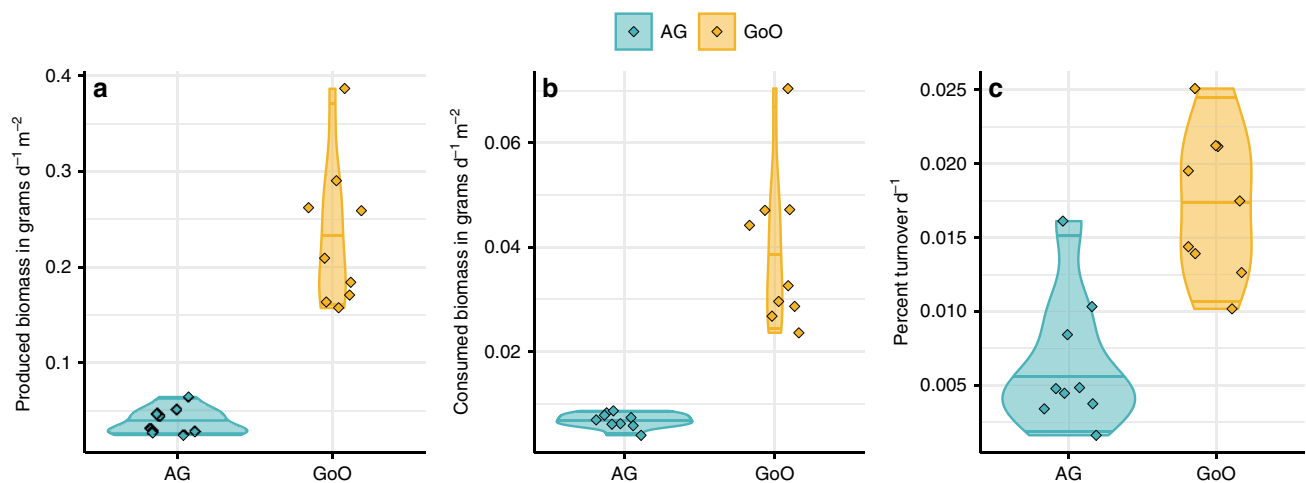 AG GoO
a
Produced biomass in grams d⁻¹ m⁻²
0.4
0.3
0.2
0.1
AG GoO
b
Consumed biomass in grams d⁻¹ m⁻²
0.06
0.04
0.02
AG GoO
c
Percent turnover d⁻¹
0.025
0.020
0.015
0.010
0.005
AG GoO